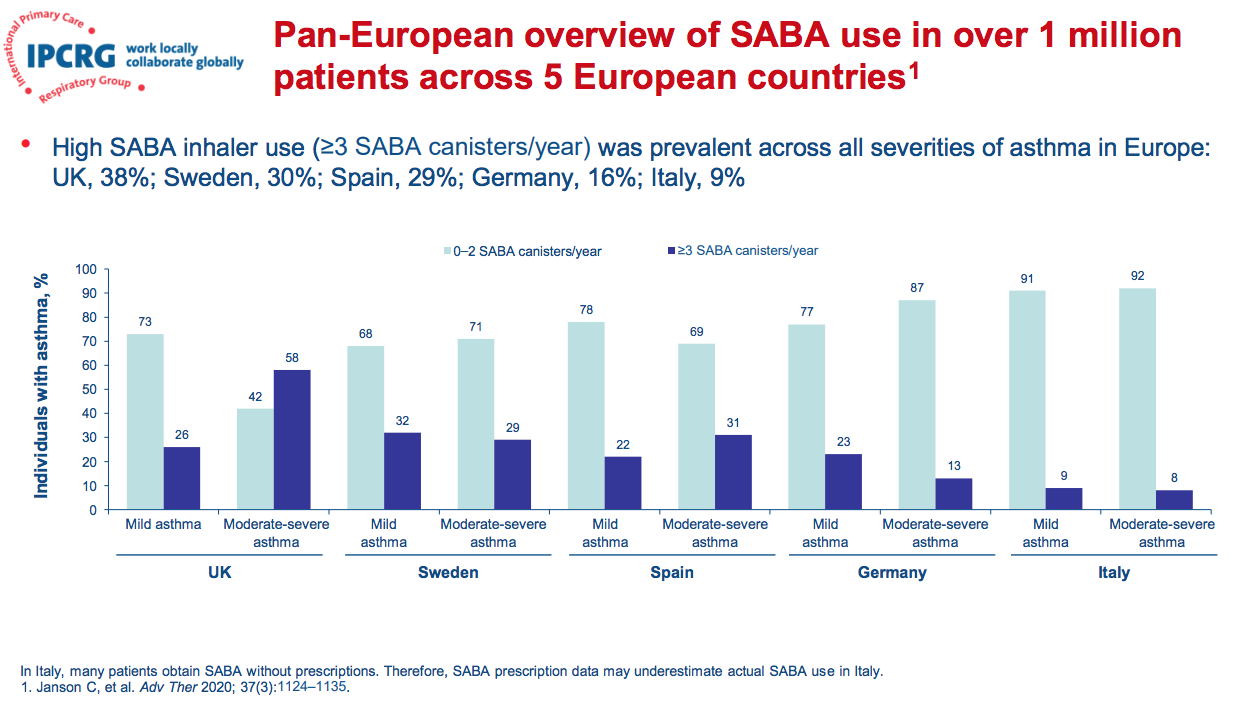 International Primary Care
IPCRG
Respiratory Group
work locally
collaborate globally
Pan-European overview of SABA use in over 1 million
patients across 5 European countries1
• High SABA inhaler use (≥3 SABA canisters/year) was prevalent across all severities of asthma in Europe:
UK, 38%; Sweden, 30%; Spain, 29%; Germany, 16%; Italy, 9%
0–2 SABA canisters/year
≥3 SABA canisters/year
Individuals with asthma, %
100
90
80
70
60
50
40
30
20
10
0
73
26
42
58
68
32
71
29
78
22
69
31
77
23
87
13
91
9
92
8
Mild asthma
Moderate-severe
asthma
Mild
asthma
Moderate-severe
asthma
Mild
asthma
Moderate-severe
asthma
Mild
asthma
Moderate-severe
asthma
Mild
asthma
Moderate-severe
asthma
UK
Sweden
Spain
Germany
Italy
In Italy, many patients obtain SABA without prescriptions. Therefore, SABA prescription data may underestimate actual SABA use in Italy.
1. Janson C, et al. Adv Ther 2020; 37(3):1124–1135.